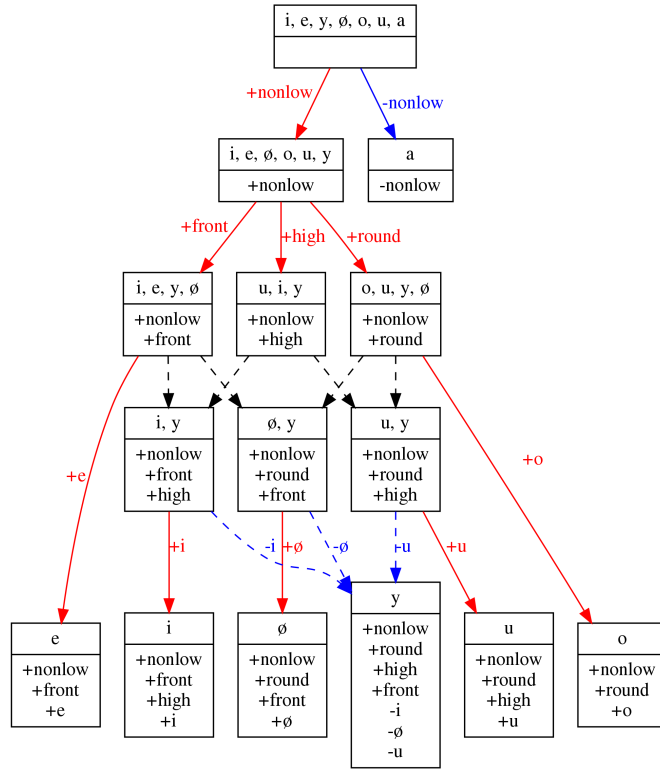 i, e, y, ø, o, u, a
+nonlow
-nonlow
i, e, ø, o, u, y
+nonlow
a
-nonlow
+front
+high
+round
i, e, y, ø
+nonlow
+front
u, i, y
+nonlow
+high
o, u, y, ø
+nonlow
+round
i, y
+nonlow
+front
+high
ø, y
+nonlow
+round
+front
u, y
+nonlow
+round
+high
+e
+o
+i
-i
+ø
-ø
-u
+u
e
+nonlow
+front
+e
i
+nonlow
+front
+high
+i
ø
+nonlow
+round
+front
+ø
y
+nonlow
+round
+high
+front
-i
-ø
-u
u
+nonlow
+round
+high
+u
o
+nonlow
+round
+o